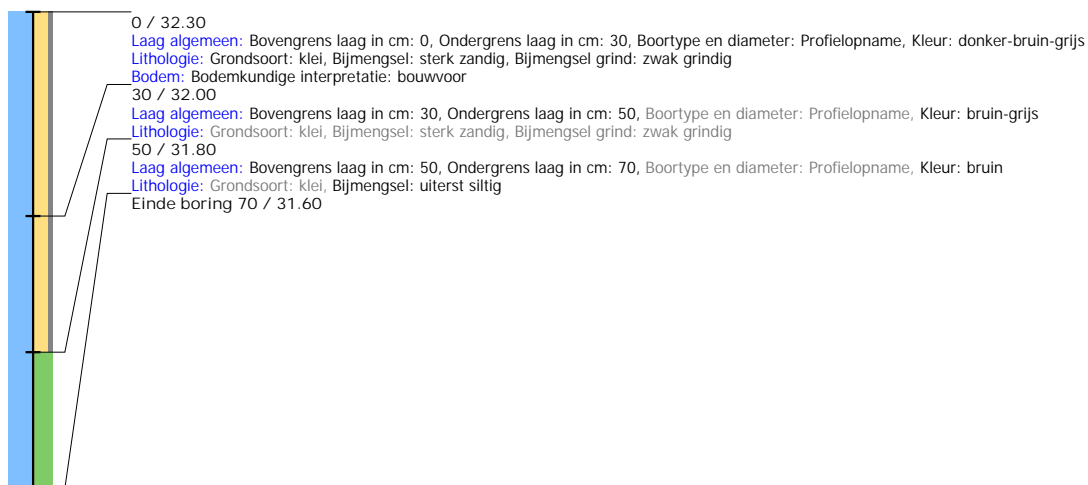 0 / 32.30
Laag algemeen: Bovengrens laag in cm: 0, Ondergrens laag in cm: 30, Boortype en diameter: Profielopname, Kleur: donker-bruin-grijs
Lithologie: Grondsoort: klei, Bijmengsel: sterk zandig, Bijmengsel grind: zwak grindig
Bodem: Bodemkundige interpretatie: bouwvoor
30 / 32.00
Laag algemeen: Bovengrens laag in cm: 30, Ondergrens laag in cm: 50, Boortype en diameter: Profielopname, Kleur: bruin-grijs
Lithologie: Grondsoort: klei, Bijmengsel: sterk zandig, Bijmengsel grind: zwak grindig
50 / 31.80
Laag algemeen: Bovengrens laag in cm: 50, Ondergrens laag in cm: 70, Boortype en diameter: Profielopname, Kleur: bruin
Lithologie: Grondsoort: klei, Bijmengsel: uiterst siltig
Einde boring 70 / 31.60